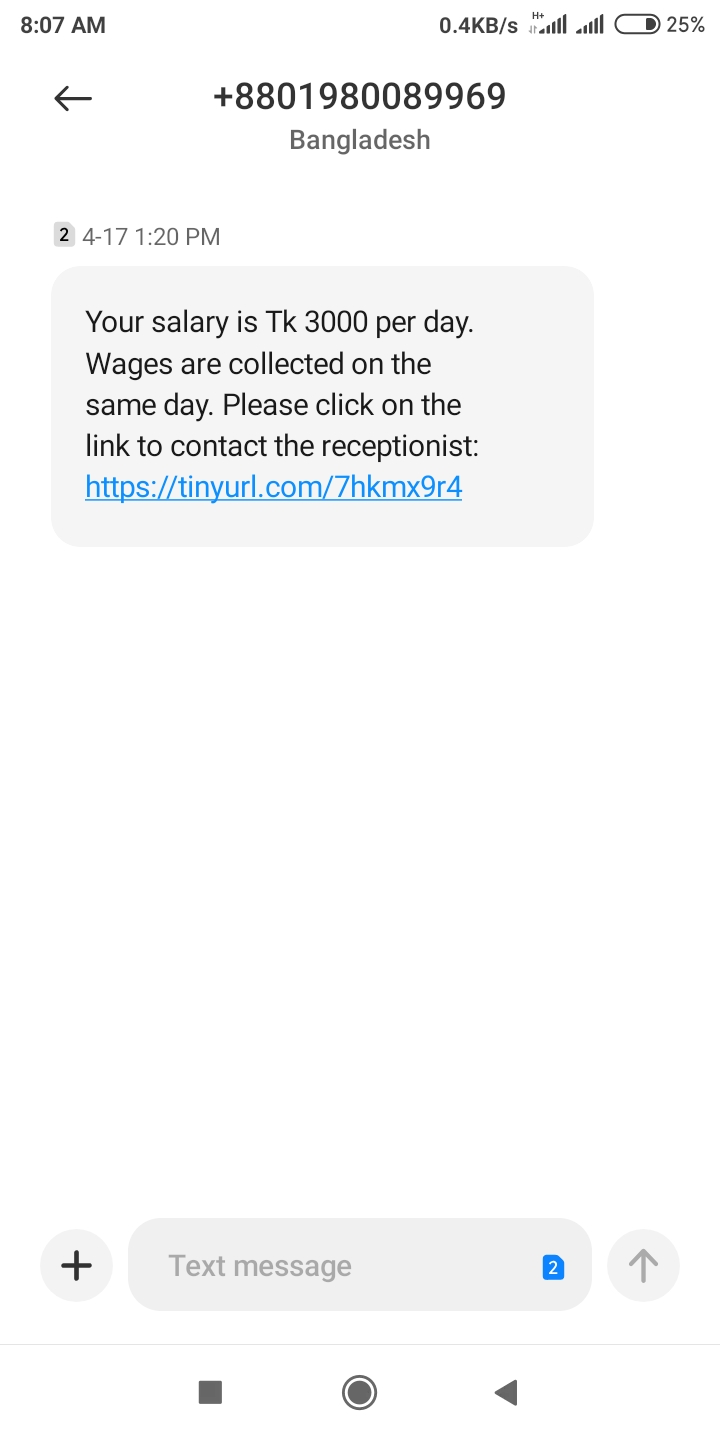 8:07 AM 0.4KB/s H+ 25%
+8801980089969
Bangladesh
2 4-17 1:20 PM
Your salary is Tk 3000 per day.
Wages are collected on the
same day. Please click on the
link to contact the receptionist:
https://tinyurl.com/7hkmx9r4
Text message 2